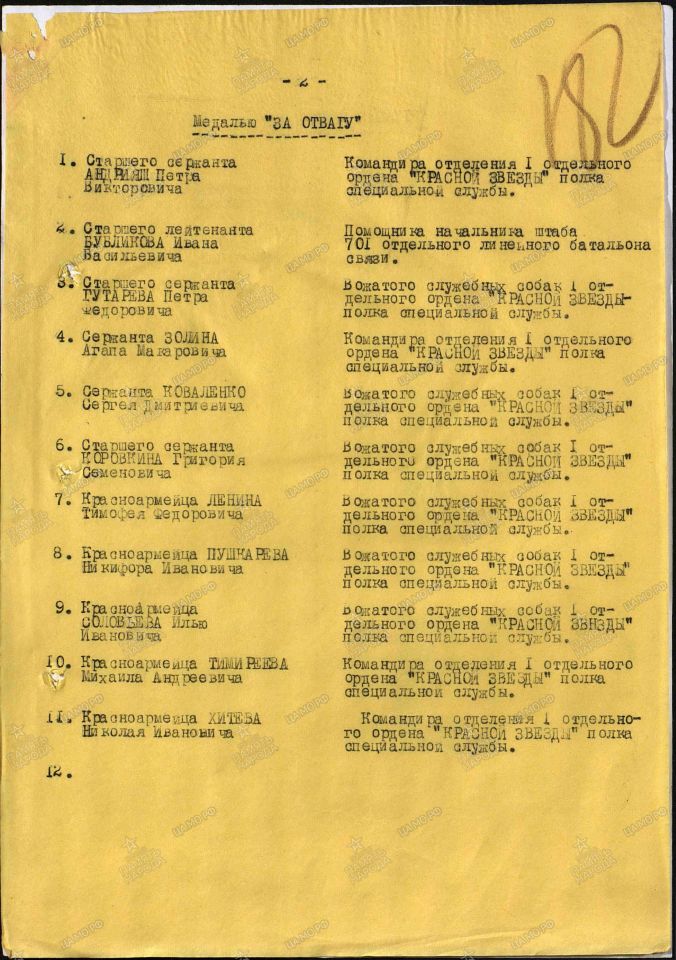 182
- 2 -
Медалью "ЗА ОТВАГУ"
1. Старшего сержанта
АНДРИЯШ Петра
Викторовича
Командира отделения I отдельного
ордена "КРАСНОЙ ЗВЕЗДЫ" полка
специальной службы.
2. Старшего лейтенанта
БУБЛИКОВА Ивана
Васильевича
Помощника начальника штаба
701 отдельного линейного батальона
связи.
3. Старшего сержанта
ГУТАРЕВА Петра
Федоровича
Вожатого служебных собак I от-
дельного ордена "КРАСНОЙ ЗВЕЗДЫ-
полка специальной службы.
4. Сержанта ЗОЛИНА
Агапа Макаровича
Командира отделения I отдельного
ордена "КРАСНОЙ ЗВЕЗДЫ" полка
специальной службы.
5. Сержанта КОВАЛЕНКО
Сергея Дмитриевича
Вожатого служебных собак I от-
дельного ордена "КРАСНОЙ ЗВЕЗДЫ"
полка специальной службы.
6. Старшего сержанта
КОРОВКИНА Григория
Семеновича
Вожатого служебных собак I от-
дельного ордена "КРАСНОЙ ЗВЕЗДЫ"
полка специальной службы.
7. Красноармейца ЛЕНИНА
Тимофея Федоровича
Вожатого служебных собак I от-
дельного ордена "КРАСНОЙ ЗВЕЗДЫ"
полка специальной службы.
8. Красноармейца ПУШКАРЕВА
Никифора Ивановича
Вожатого служебных собак I от-
дельного ордена "КРАСНОЙ ЗВЕЗДЫ"
полка специальной службы.
9. Красноармейца
СОЛОВЬЕВА Илью
Ивановича
Вожатого служебных собак I от-
дельного ордена "КРАСНОЙ ЗВЕЗДЫ"
полка специальной службы.
10. Красноармейца ТИМИРЕЕВА
Михаила Андреевича
Командира отделения I отдельного
ордена "КРАСНОЙ ЗВЕЗДЫ" полка
специальной службы.
11. Красноармейца ХИТЕВА
Николая Ивановича
Командира отделения I отдельно-
го ордена "КРАСНОЙ ЗВЕЗДЫ" полка
специальной службы.
12.